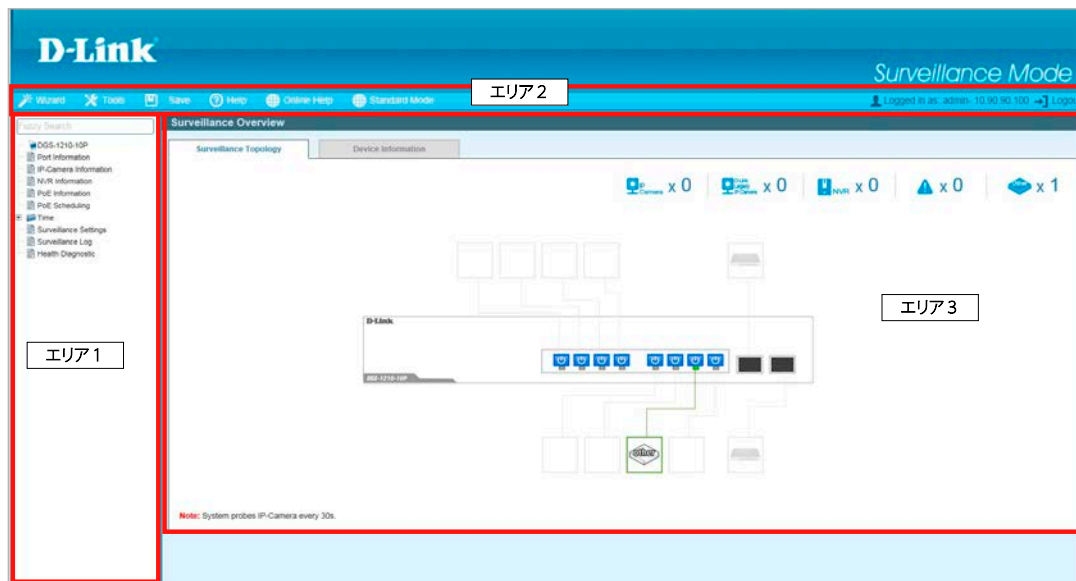 D-Link
Surveillance Mode
エリア2
Wizard Tools Save Help Online Help Standard Mode
Logged in as: admin- 10.90.90.100 Logout
Fuzzy Search
DGS-1210-10P
Port Information
IP-Camera Information
NVR Information
PoE Information
PoE Scheduling
Time
Surveillance Settings
Surveillance Log
Health Diagnostic
エリア1
Surveillance Overview
Surveillance Topology Device Information
IP Camera x 0
x 0
NVR x 0
x 0
Other x 1
エリア3
D-Link
DGS-1210-10P
Other
Note: System probes IP-Camera every 30s.